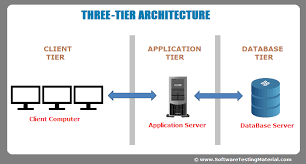 THREE-TIER ARCHITECTURE
CLIENT
TIER
APPLICATION
TIER
DATABASE
TIER
Client Computer
Application Server
DataBase Server
© www.SoftwareTestingMaterial.com